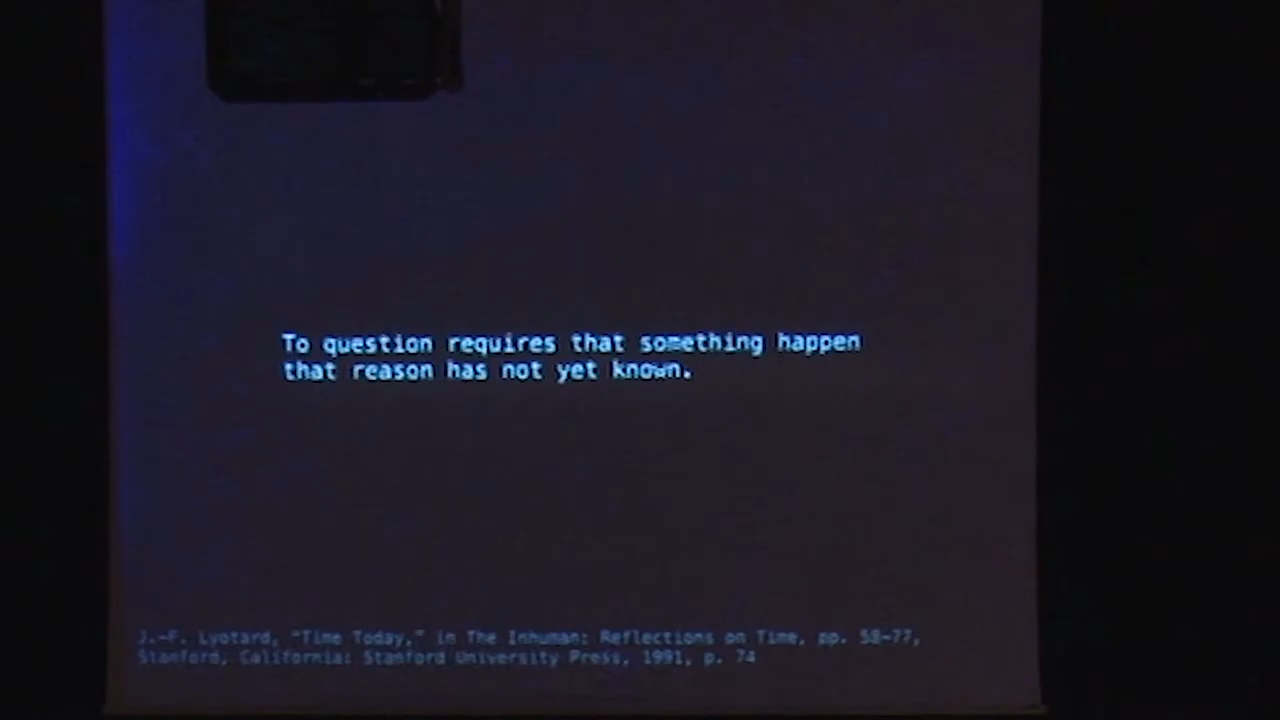 To question requires that something happen
that reason has not yet known.
J.-F. Lyotard, "Time Today," in The Inhuman: Reflections on Time, pp. 58-77,
Stanford, California: Stanford University Press, 1991, p. 74